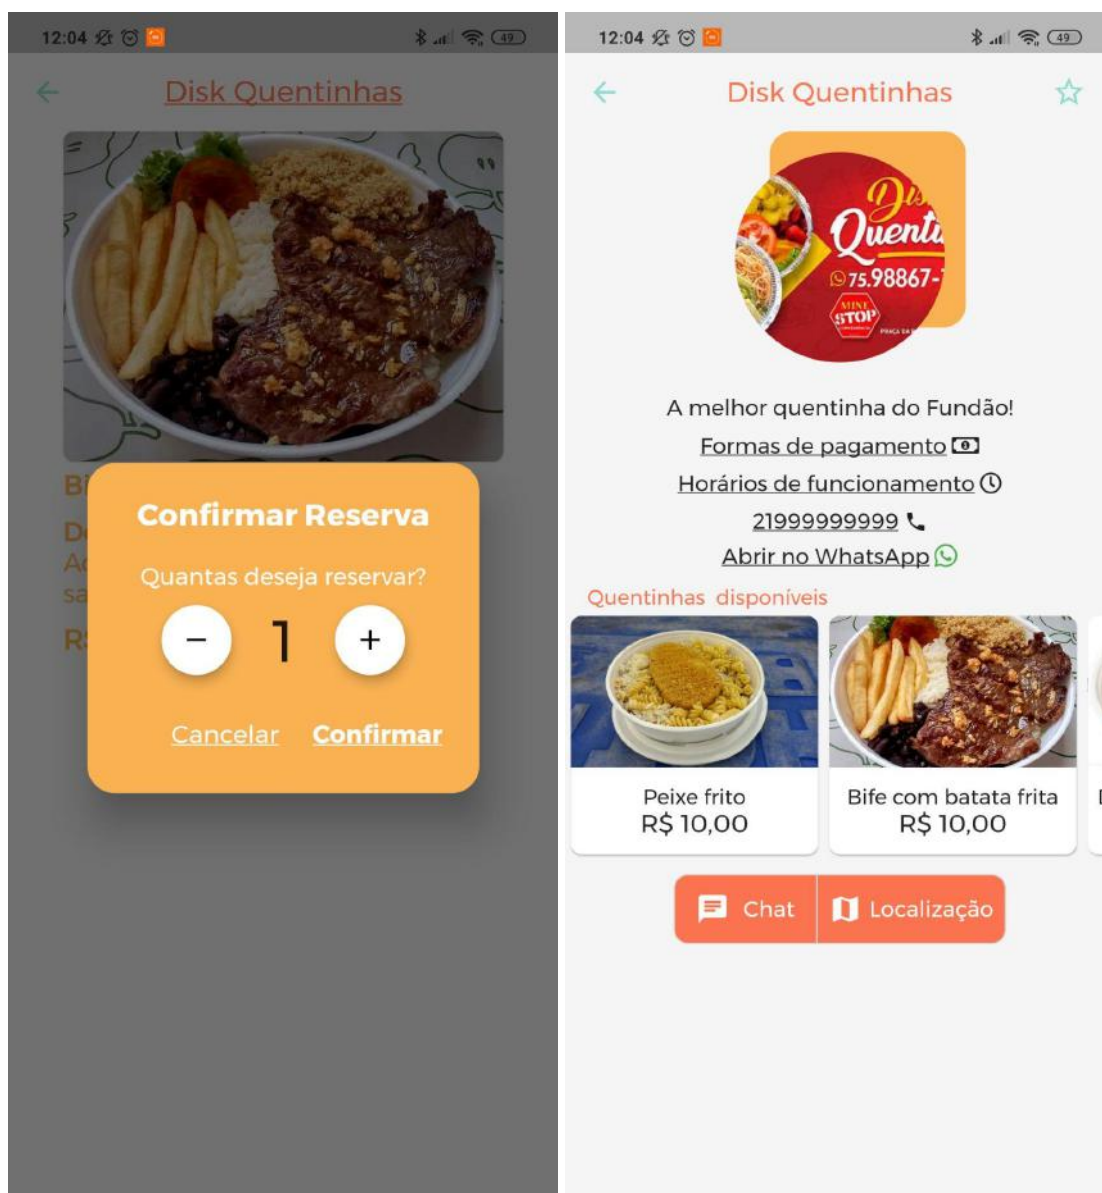 12:04
49
Disk Quentinhas
Confirmar Reserva
Quantas deseja reservar?
− 1 +
Cancelar Confirmar
R$
12:04
49
Disk Quentinhas
Quenti
75.98867-
MINI
STOP
A melhor quentinha do Fundão!
Formas de pagamento
Horários de funcionamento
21999999999
Abrir no WhatsApp
Quentinhas disponíveis
Peixe frito
R$ 10,00
Bife com batata frita
R$ 10,00
Chat
Localização